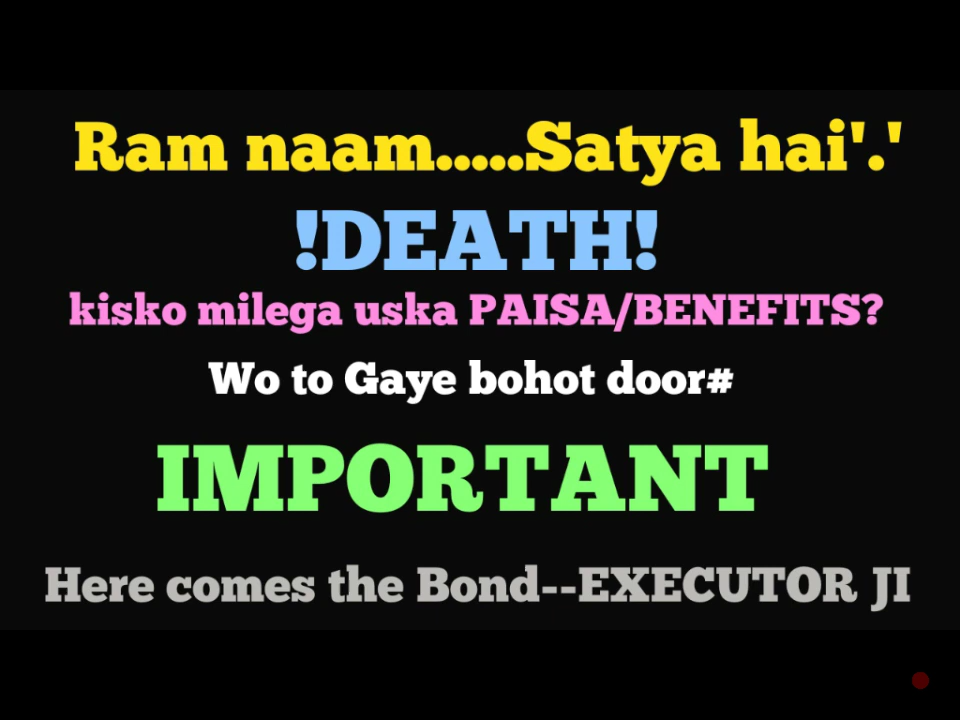 Ram naam.....Satya hai'.'
!DEATH!
kisko milega uska PAISA/BENEFITS?
Wo to Gaye bohot door#
IMPORTANT
Here comes the Bond--EXECUTOR JI